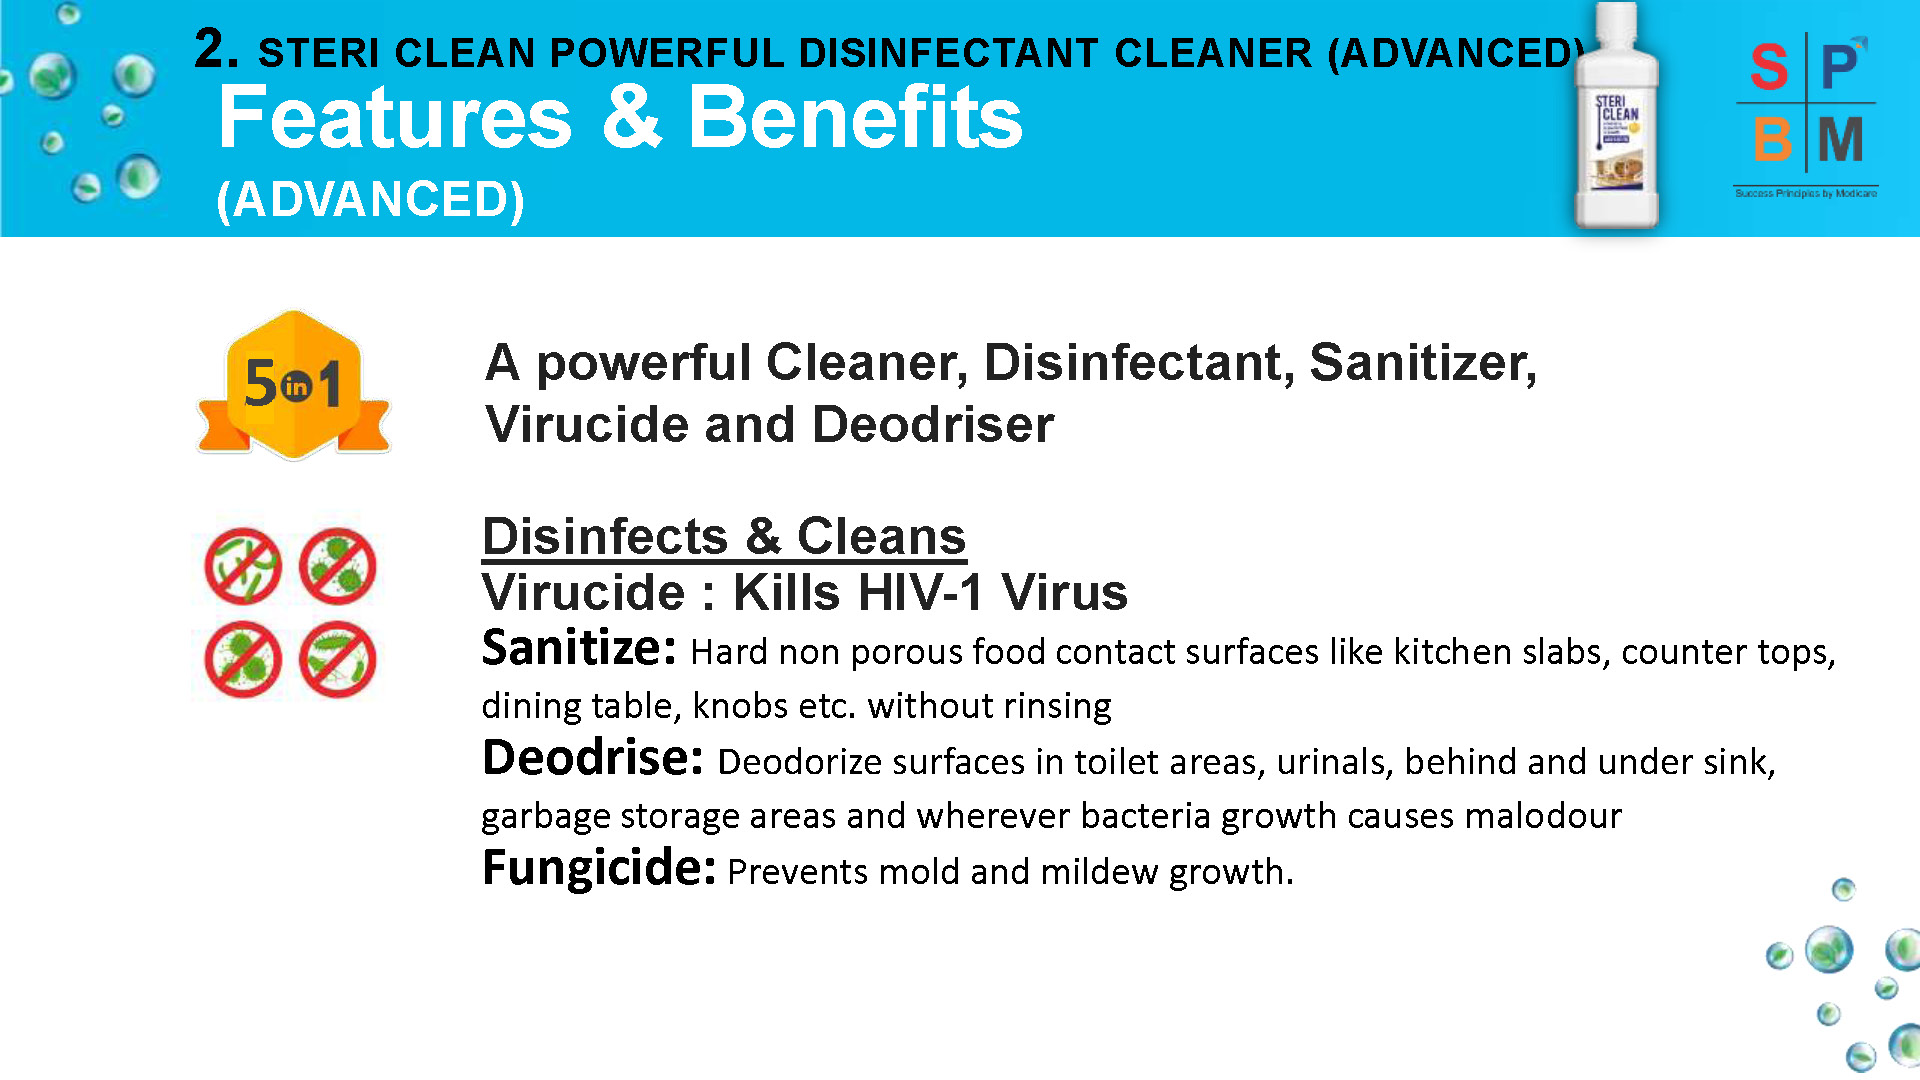 2. STERI CLEAN POWERFUL DISINFECTANT CLEANER (ADVANCED)
Features & Benefits
(ADVANCED)
STERI
CLEAN
S P
B M
Success Principles by Modicare
5 in 1
A powerful Cleaner, Disinfectant, Sanitizer,
Virucide and Deodriser
Disinfects & Cleans
Virucide : Kills HIV-1 Virus
Sanitize: Hard non porous food contact surfaces like kitchen slabs, counter tops,
dining table, knobs etc. without rinsing
Deodrise: Deodorize surfaces in toilet areas, urinals, behind and under sink,
garbage storage areas and wherever bacteria growth causes malodour
Fungicide: Prevents mold and mildew growth.